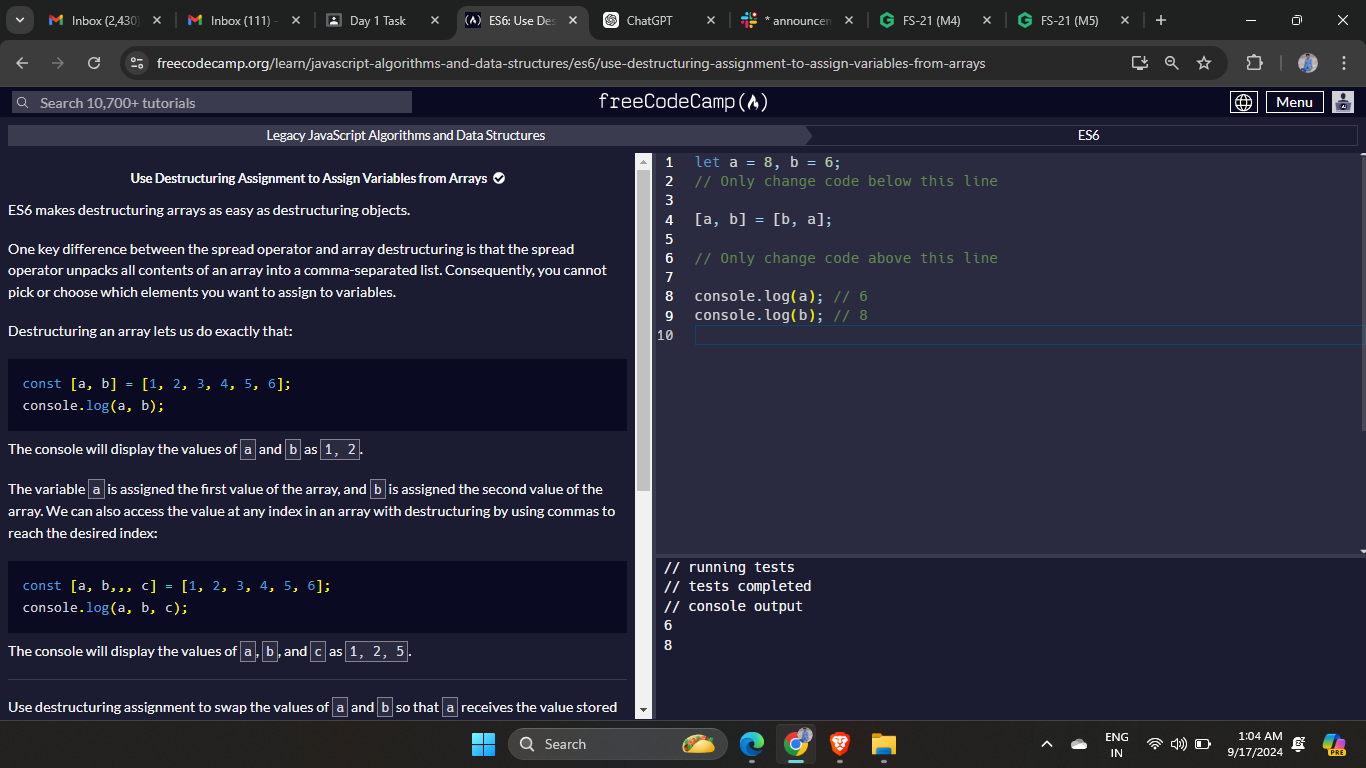 Inbox (2,430)
Inbox (111) -
Day 1 Task
ES6: Use Des
ChatGPT
* announcem
FS-21 (M4)
FS-21 (M5)
freecodecamp.org/learn/javascript-algorithms-and-data-structures/es6/use-destructuring-assignment-to-assign-variables-from-arrays
Search 10,700+ tutorials
freeCodeCamp
Menu
Legacy JavaScript Algorithms and Data Structures
ES6
Use Destructuring Assignment to Assign Variables from Arrays
ES6 makes destructuring arrays as easy as destructuring objects.
One key difference between the spread operator and array destructuring is that the spread
operator unpacks all contents of an array into a comma-separated list. Consequently, you cannot
pick or choose which elements you want to assign to variables.
Destructuring an array lets us do exactly that:
const [a, b] = [1, 2, 3, 4, 5, 6];
console.log(a, b);
The console will display the values of a and b as 1, 2.
The variable a is assigned the first value of the array, and b is assigned the second value of the
array. We can also access the value at any index in an array with destructuring by using commas to
reach the desired index:
const [a, b,,, c] = [1, 2, 3, 4, 5, 6];
console.log(a, b, c);
The console will display the values of a, b, and c as 1, 2, 5.
Use destructuring assignment to swap the values of a and b so that a receives the value stored
1 let a = 8, b = 6;
2 // Only change code below this line
3
4 [a, b] = [b, a];
5
6 // Only change code above this line
7
8 console.log(a); // 6
9 console.log(b); // 8
10
// running tests
// tests completed
// console output
6
8
Search
ENG
IN
1:04 AM
9/17/2024
PRE